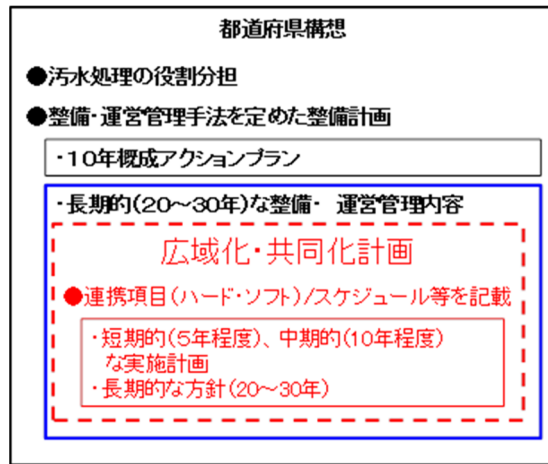 都道府県構想
●汚水処理の役割分担
●整備・運営管理手法を定めた整備計画
・10年概成アクションプラン
・長期的(20～30年)な整備・ 運営管理内容
広域化・共同化計画
●連携項目(ハード・ソフト)/スケジュール等を記載
・短期的(5年程度)、中期的(10年程度)
な実施計画
・長期的な方針(20～30年)